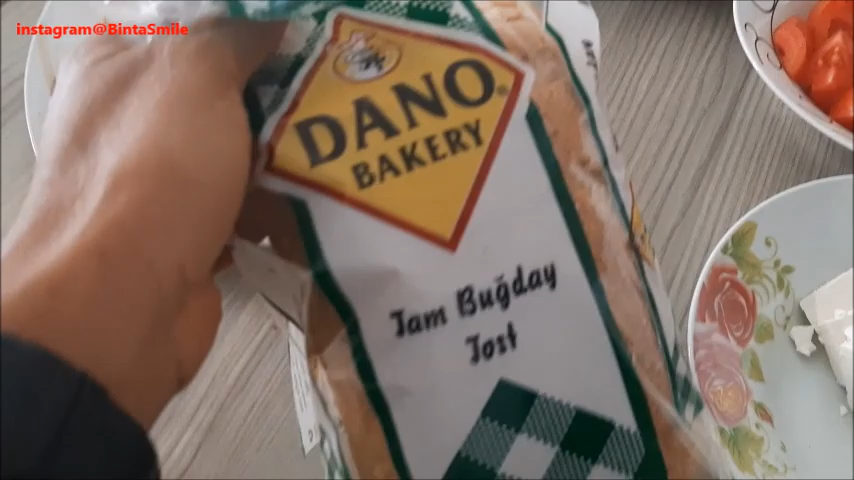 instagram@BintaSmile
DANO
BAKERY
Tam Buğday
Tost